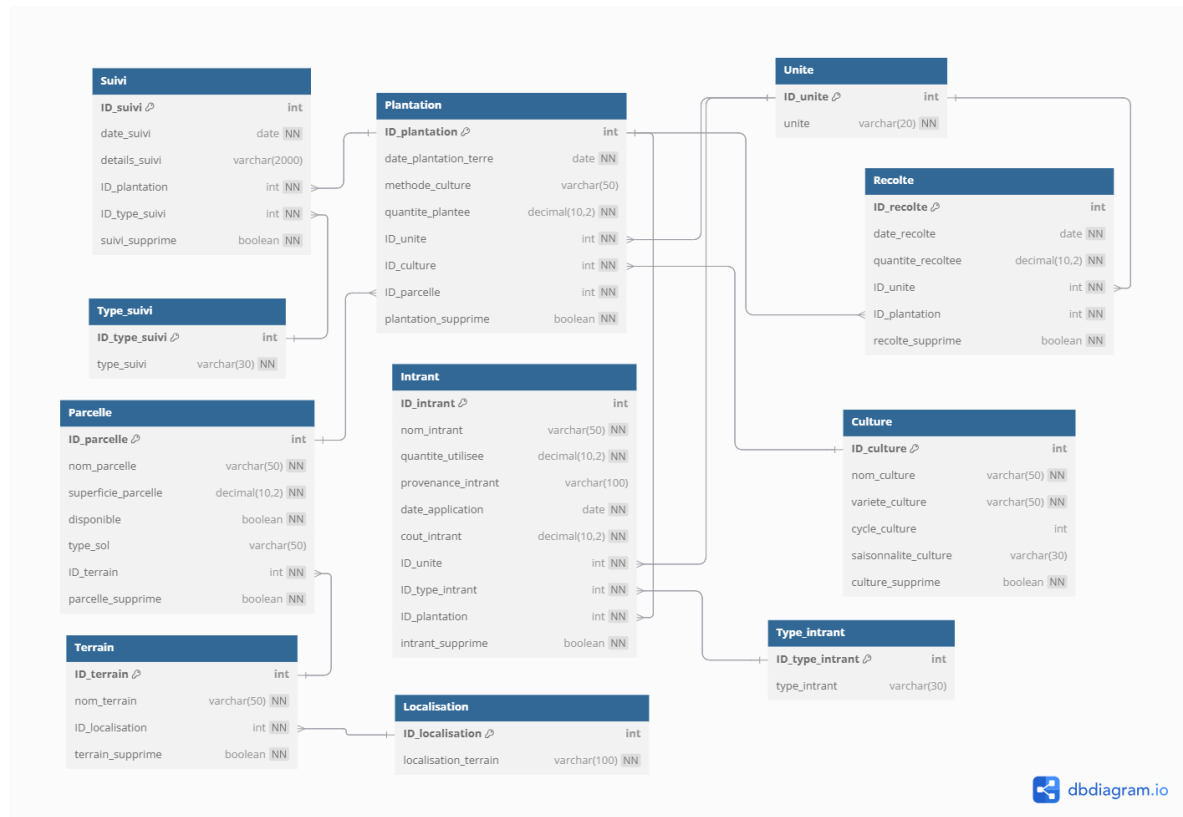 Suivi
ID_suivi int
date_suivi date NN
details_suivi varchar(2000)
ID_plantation int NN
ID_type_suivi int NN
suivi_supprime boolean NN
Plantation
ID_plantation int
date_plantation_terre date NN
methode_culture varchar(50)
quantite_plantee decimal(10,2) NN
ID_unite int NN
ID_culture int NN
ID_parcelle int NN
plantation_supprime boolean NN
Unite
ID_unite int
unite varchar(20) NN
Recolte
ID_recolte int
date_recolte date NN
quantite_recoltee decimal(10,2) NN
ID_unite int NN
ID_plantation int NN
recolte_supprime boolean NN
Type_suivi
ID_type_suivi int
type_suivi varchar(30) NN
Intrant
ID_intrant int
nom_intrant varchar(50) NN
quantite_utilisee decimal(10,2) NN
provenance_intrant varchar(100)
date_application date NN
cout_intrant decimal(10,2) NN
ID_unite int NN
ID_type_intrant int NN
ID_plantation int NN
intrant_supprime boolean NN
Parcelle
ID_parcelle int
nom_parcelle varchar(50) NN
superficie_parcelle decimal(10,2) NN
disponible boolean NN
type_sol varchar(50)
ID_terrain int NN
parcelle_supprime boolean NN
Culture
ID_culture int
nom_culture varchar(50) NN
variete_culture varchar(50) NN
cycle_culture int
saisonnalite_culture varchar(30)
culture_supprime boolean NN
Terrain
ID_terrain int
nom_terrain varchar(50) NN
ID_localisation int NN
terrain_supprime boolean NN
Type_intrant
ID_type_intrant int
type_intrant varchar(30)
Localisation
ID_localisation int
localisation_terrain varchar(100) NN
dbdiagram.io